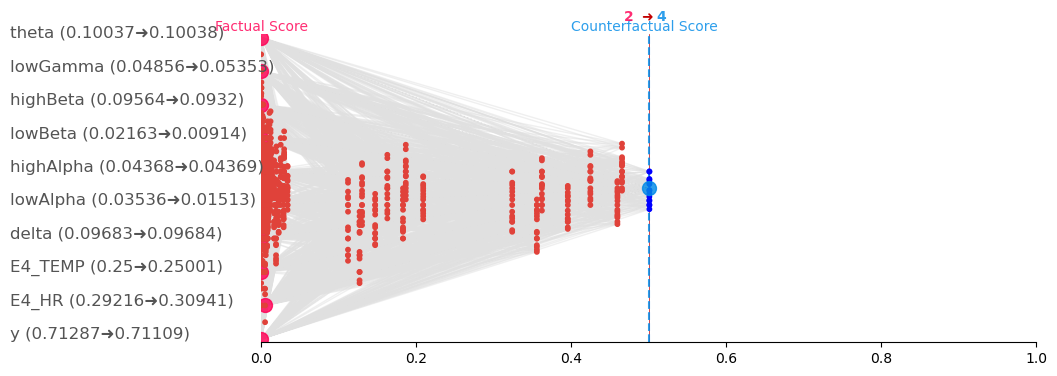 2 ➔ 4
Factual Score Counterfactual Score
theta (0.10037➔0.10038)
lowGamma (0.04856➔0.05353)
highBeta (0.09564➔0.0932)
lowBeta (0.02163➔0.00914)
highAlpha (0.04368➔0.04369)
lowAlpha (0.03536➔0.01513)
delta (0.09683➔0.09684)
E4_TEMP (0.25➔0.25001)
E4_HR (0.29216➔0.30941)
y (0.71287➔0.71109)
0.0 0.2 0.4 0.6 0.8 1.0